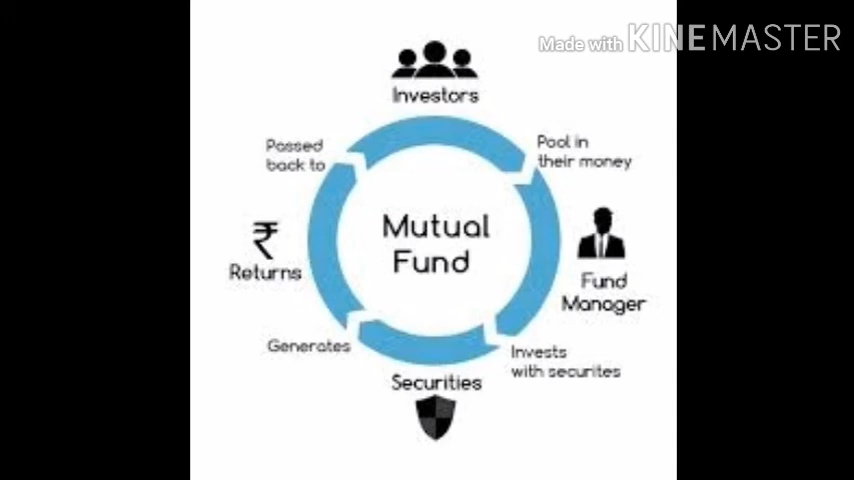 Made with KINEMASTER
Investors
Pool in
their money
Fund
Manager
Invests
with securites
Securities
Generates
₹
Returns
Passed
back to
Mutual
Fund